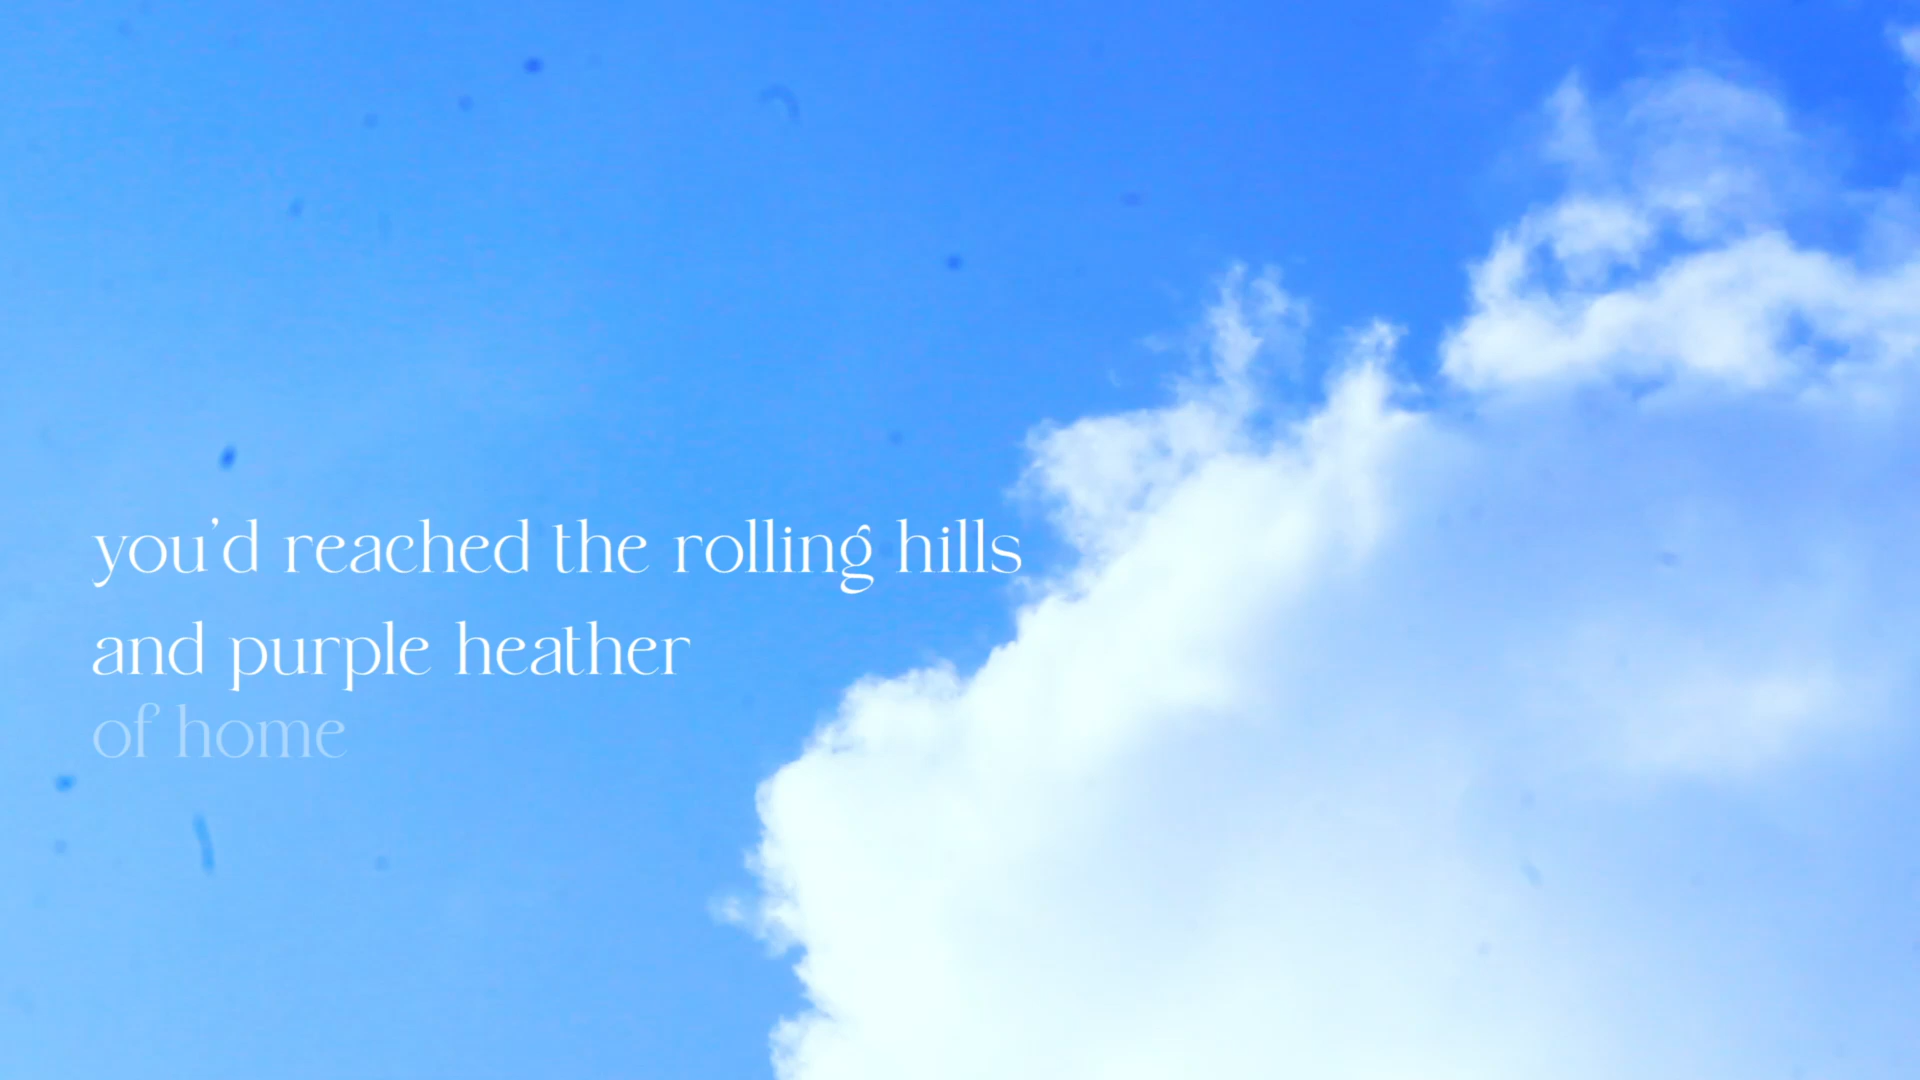 you'd reached the rolling hills
and purple heather
of home